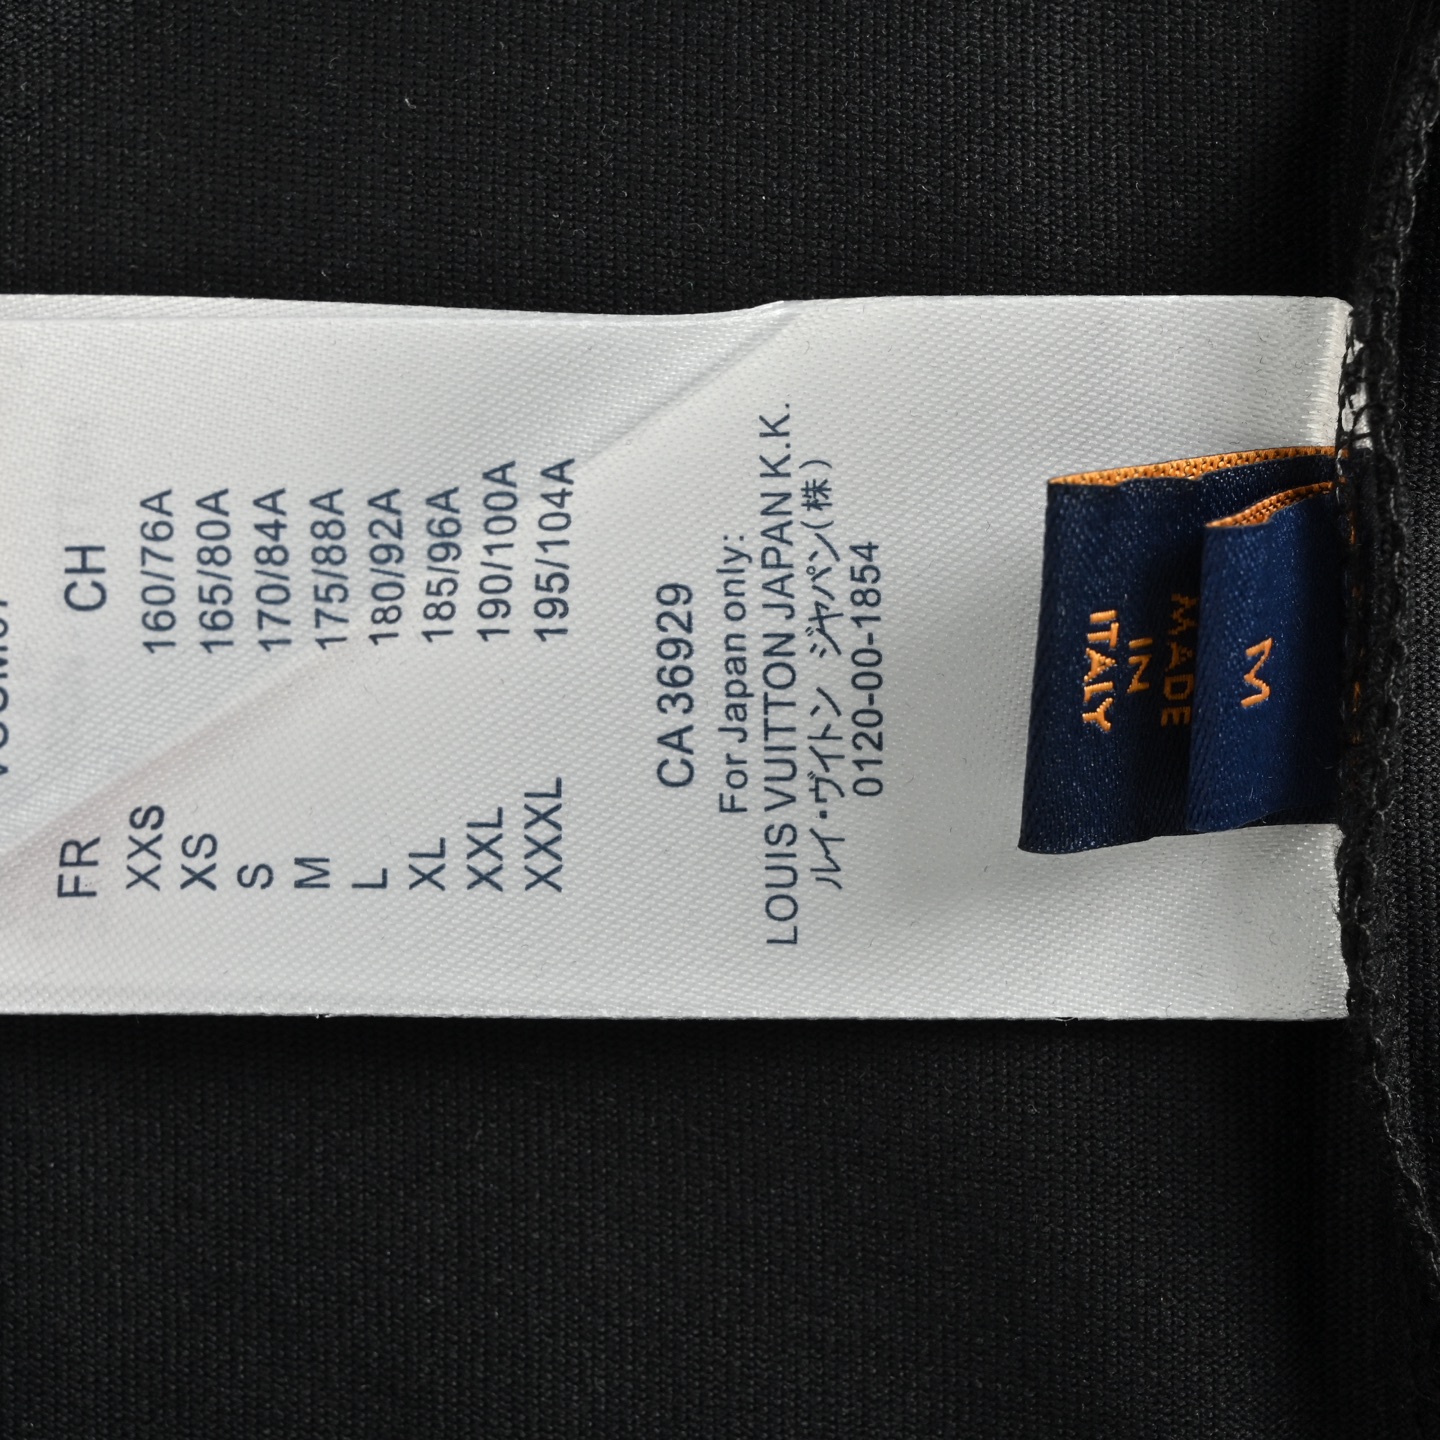 FR CH
XXS 160/76A
XS 165/80A
S 170/84A
M 175/88A
L 180/92A
XL 185/96A
XXL 190/100A
XXXL 195/104A
CA 36929
For Japan only:
LOUIS VUITTON JAPAN K.K.
ルイ・ヴィトン ジャパン(株)
0120-00-1854
MADE
IN
ITALY
M